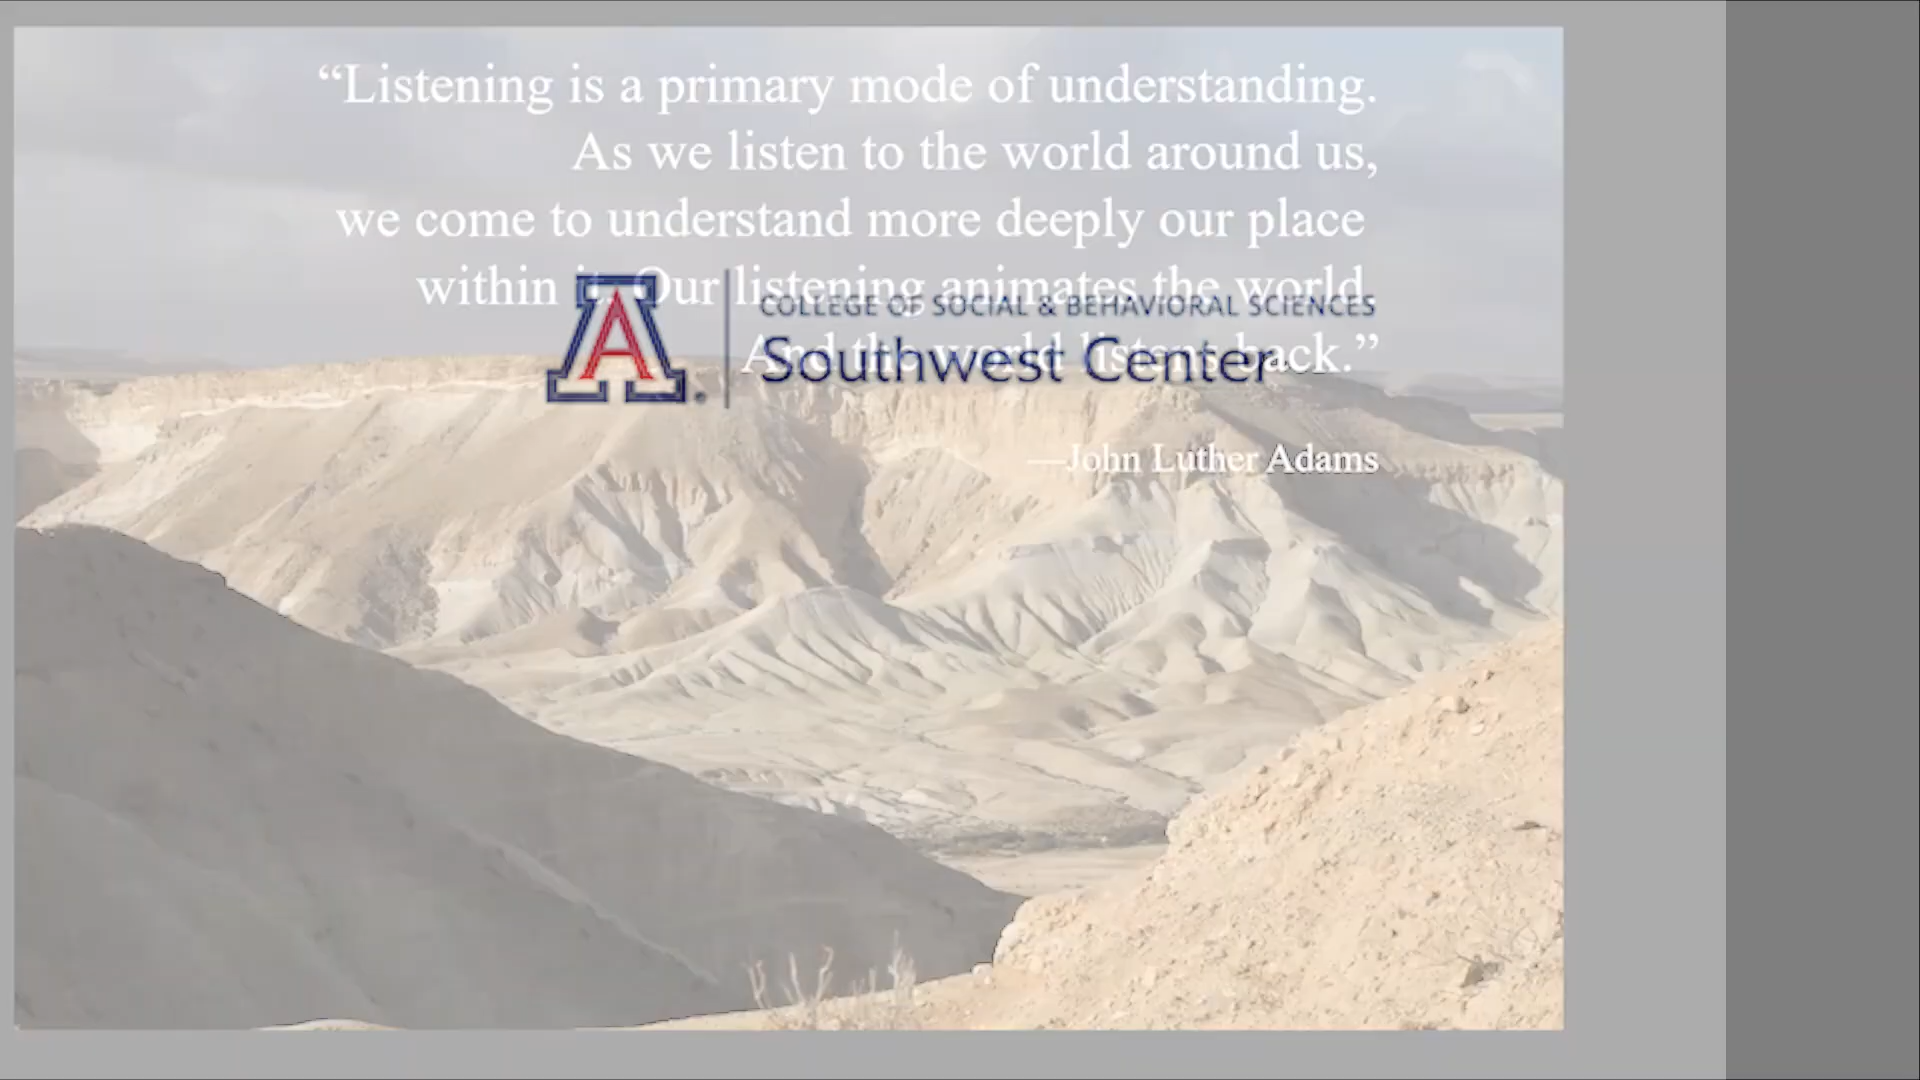 “Listening is a primary mode of understanding.
As we listen to the world around us,
we come to understand more deeply our place
within it. Our listening animates the world.
And the world listens back.”
—John Luther Adams
A
COLLEGE OF SOCIAL & BEHAVIORAL SCIENCES
Southwest Center